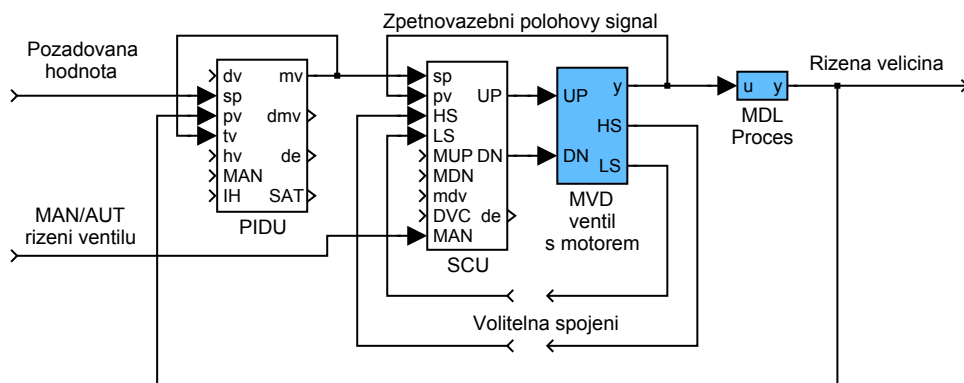 Zpetnovazebni polohovy signal
Pozadovana
hodnota
Rizena velicina
dv
sp
pv
tv
hv
MAN
IH
mv
dmv
de
SAT
PIDU
sp
pv
HS
LS
MUP
MDN
mdv
DVC
MAN
UP
DN
de
SCU
UP
DN
y
HS
LS
MVD
ventil
s motorem
u y
MDL
Proces
MAN/AUT
rizeni ventilu
Volitelna spojeni